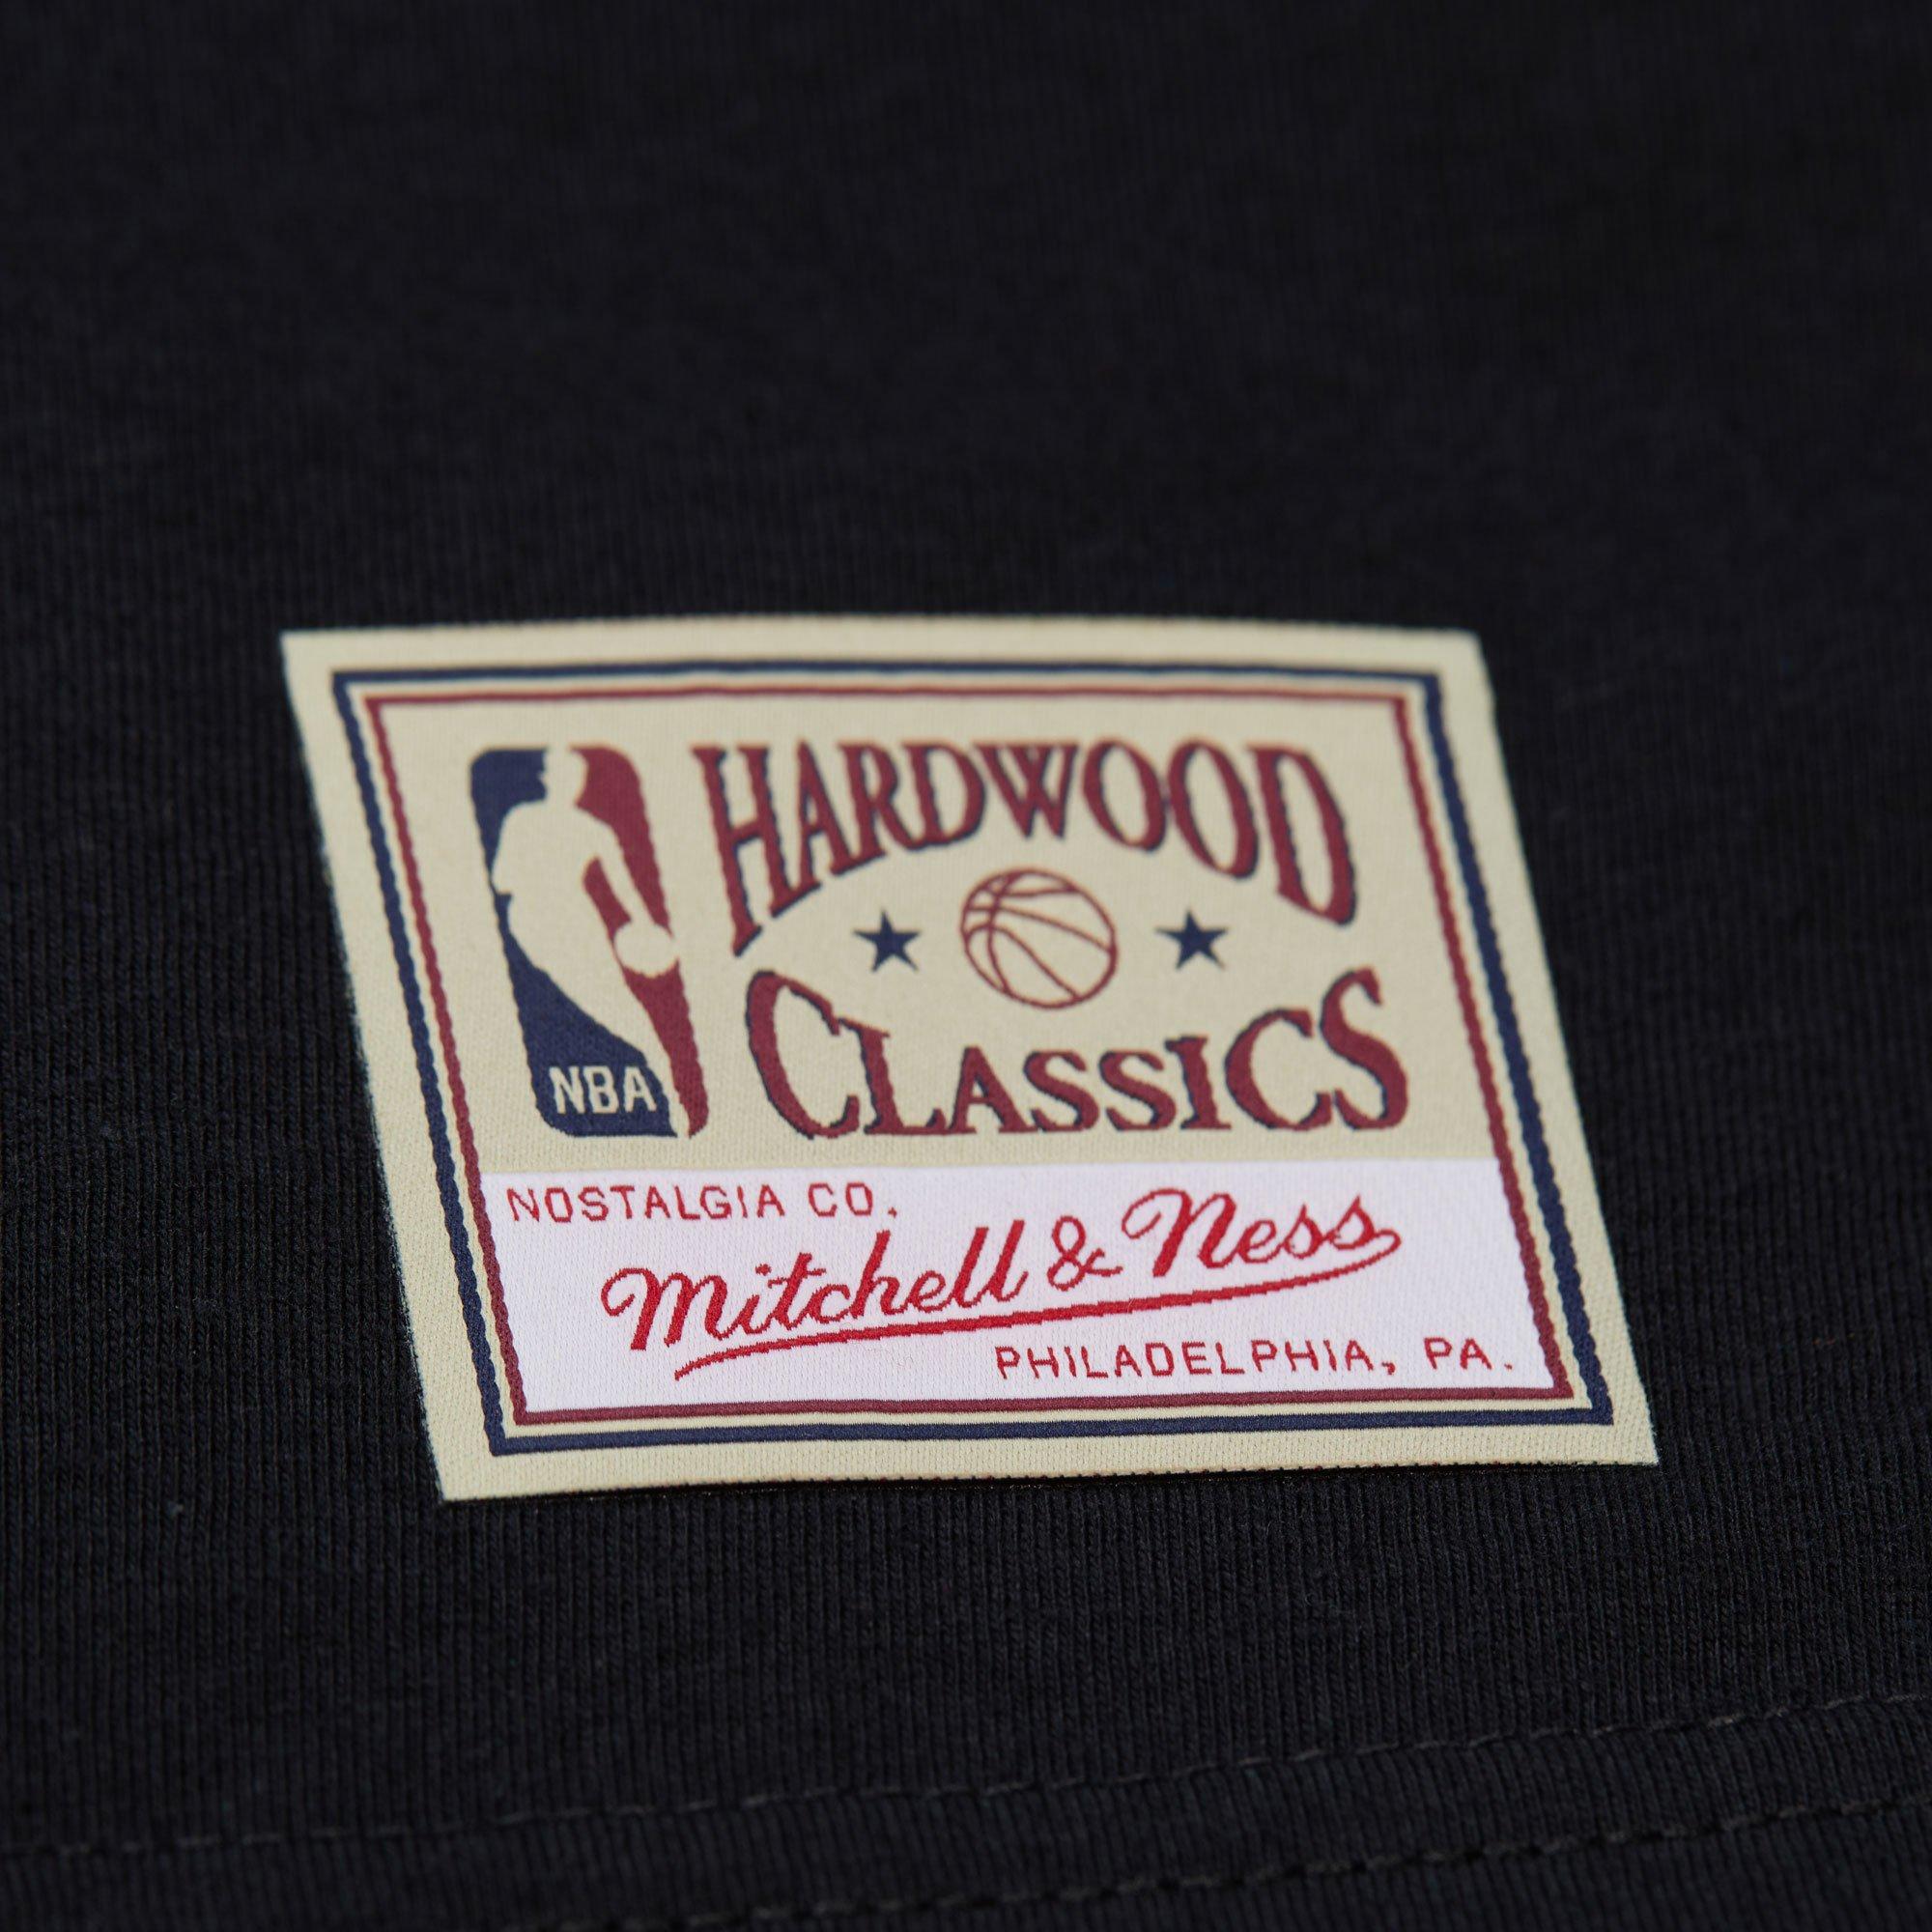 HARDWOOD
CLASSICS
NBA
NOSTALGIA CO.
Mitchell & Ness
PHILADELPHIA, PA.